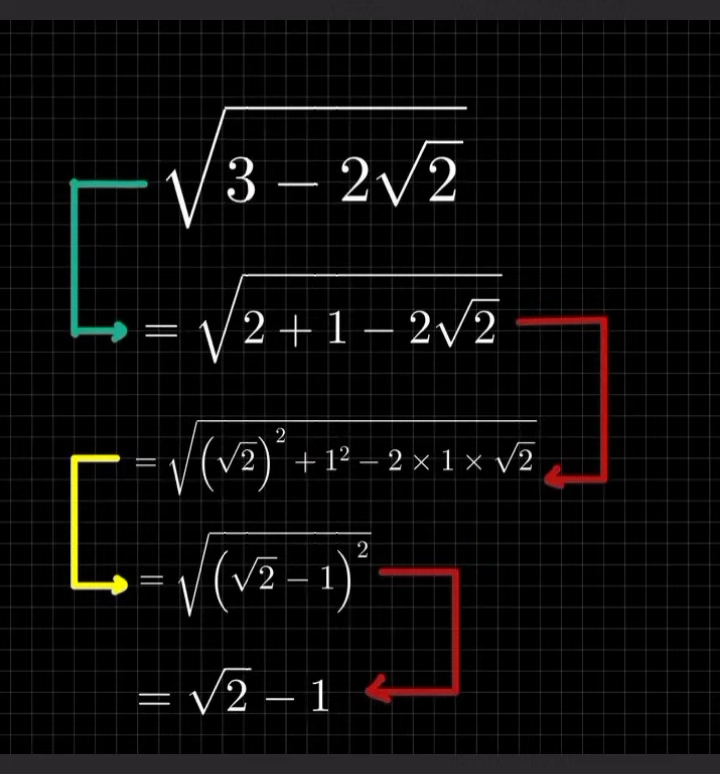 √(3 − 2√2)
= √(2 + 1 − 2√2)
= √((√2)² + 1² − 2 × 1 × √2)
= √((√2 − 1)²)
= √2 − 1